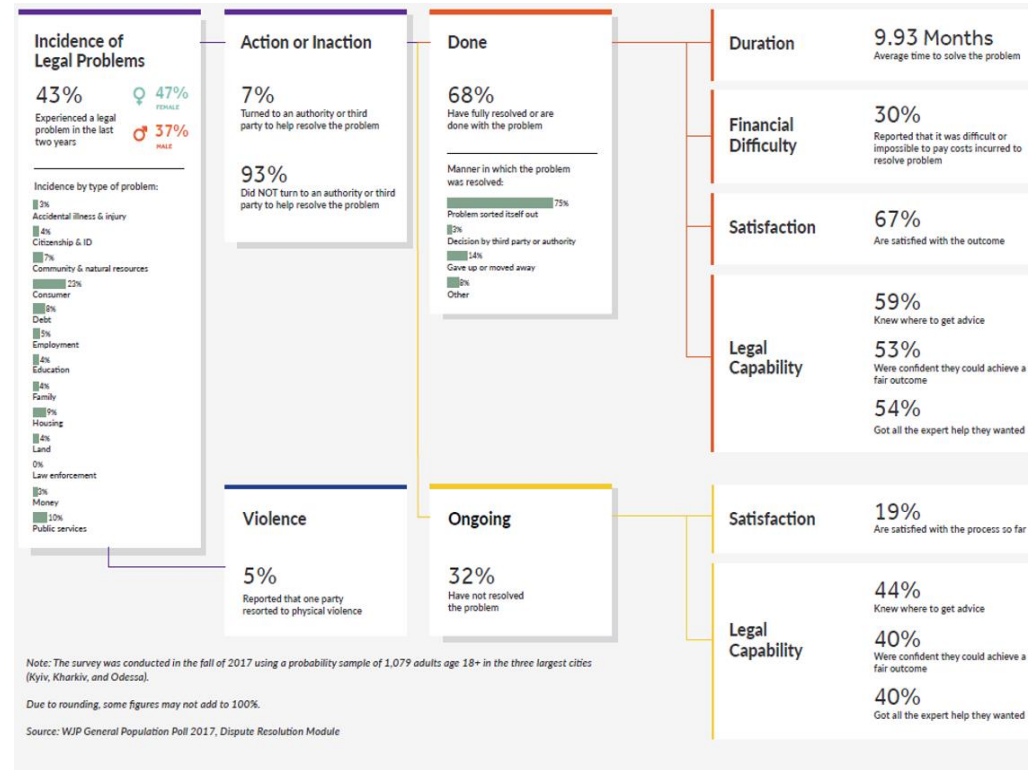 Incidence of
Legal Problems
43%
Experienced a legal
problem in the last
two years
47%
FEMALE
37%
MALE
Incidence by type of problem:
3%
Accidental illness & injury
4%
Citizenship & ID
7%
Community & natural resources
23%
Consumer
8%
Debt
5%
Employment
4%
Education
4%
Family
9%
Housing
4%
Land
0%
Law enforcement
3%
Money
10%
Public services
Action or Inaction
7%
Turned to an authority or third
party to help resolve the problem
93%
Did NOT turn to an authority or third
party to help resolve the problem
Violence
5%
Reported that one party
resorted to physical violence
Done
68%
Have fully resolved or are
done with the problem
Manner in which the problem
was resolved:
75%
Problem sorted itself out
3%
Decision by third party or authority
14%
Gave up or moved away
8%
Other
Ongoing
32%
Have not resolved
the problem
Duration
9.93 Months
Average time to solve the problem
Financial
Difficulty
30%
Reported that it was difficult or
impossible to pay costs incurred to
resolve problem
Satisfaction
67%
Are satisfied with the outcome
Legal
Capability
59%
Knew where to get advice
53%
Were confident they could achieve a
fair outcome
54%
Got all the expert help they wanted
Satisfaction
19%
Are satisfied with the process so far
Legal
Capability
44%
Knew where to get advice
40%
Were confident they could achieve a
fair outcome
40%
Got all the expert help they wanted
Note: The survey was conducted in the fall of 2017 using a probability sample of 1,079 adults age 18+ in the three largest cities
(Kyiv, Kharkiv, and Odessa).
Due to rounding, some figures may not add to 100%.
Source: WJP General Population Poll 2017, Dispute Resolution Module